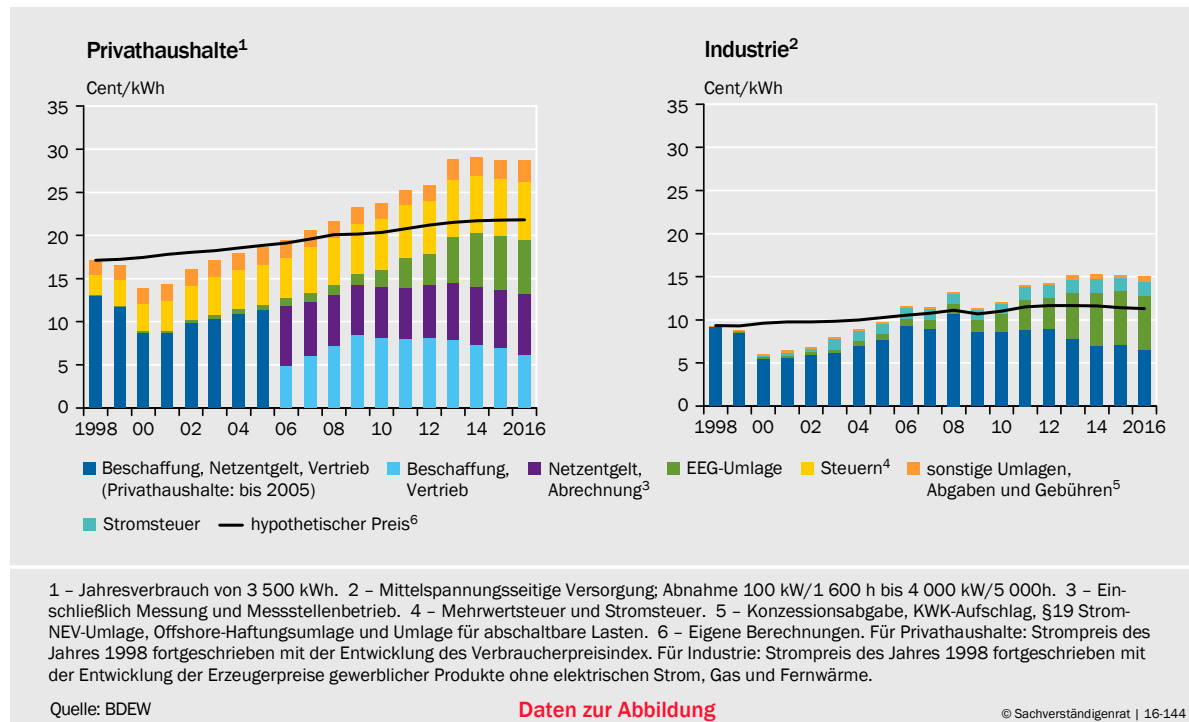 Privathaushalte¹
Cent/kWh
35
30
25
20
15
10
5
0
1998 00 02 04 06 08 10 12 14 2016
Industrie²
Cent/kWh
35
30
25
20
15
10
5
0
1998 00 02 04 06 08 10 12 14 2016
Beschaffung, Netzentgelt, Vertrieb
(Privathaushalte: bis 2005)
Beschaffung,
Vertrieb
Netzentgelt,
Abrechnung³
EEG-Umlage
Steuern⁴
sonstige Umlagen,
Abgaben und Gebühren⁵
Stromsteuer
hypothetischer Preis⁶
1 – Jahresverbrauch von 3 500 kWh. 2 – Mittelspannungsseitige Versorgung; Abnahme 100 kW/1 600 h bis 4 000 kW/5 000h. 3 – Ein-
schließlich Messung und Messstellenbetrieb. 4 – Mehrwertsteuer und Stromsteuer. 5 – Konzessionsabgabe, KWK-Aufschlag, §19 Strom-
NEV-Umlage, Offshore-Haftungsumlage und Umlage für abschaltbare Lasten. 6 – Eigene Berechnungen. Für Privathaushalte: Strompreis des
Jahres 1998 fortgeschrieben mit der Entwicklung des Verbraucherpreisindex. Für Industrie: Strompreis des Jahres 1998 fortgeschrieben mit
der Entwicklung der Erzeugerpreise gewerblicher Produkte ohne elektrischen Strom, Gas und Fernwärme.
Quelle: BDEW
Daten zur Abbildung
© Sachverständigenrat | 16-144